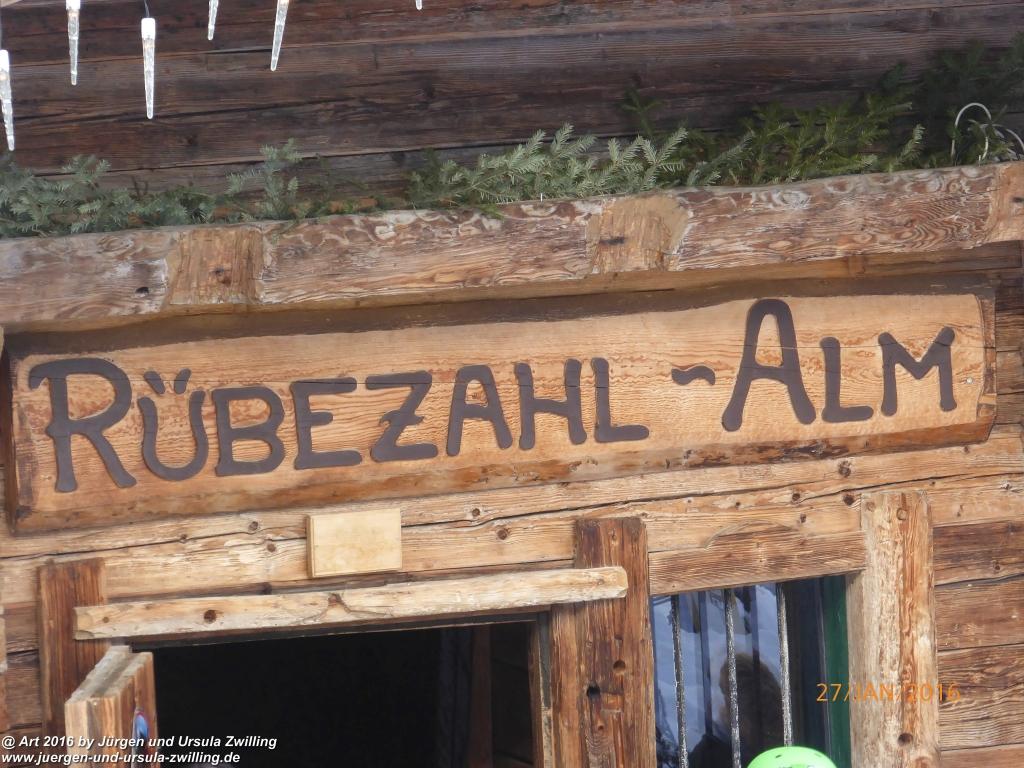 RÜBEZAHL - ALM
27/JAN/2016
@ Art 2016 by Jürgen und Ursula Zwilling
www.juergen-und-ursula-zwilling.de